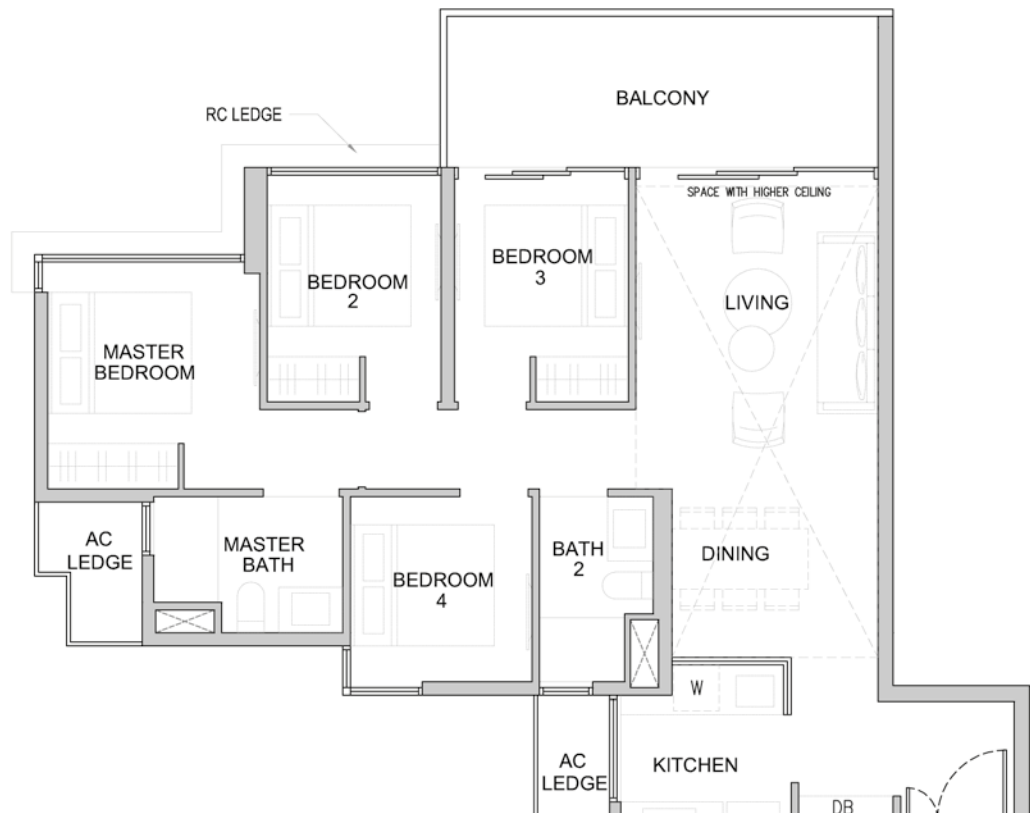 BALCONY
RC LEDGE
SPACE WITH HIGHER CEILING
BEDROOM
2
BEDROOM
3
LIVING
MASTER
BEDROOM
AC
LEDGE
MASTER
BATH
BEDROOM
4
BATH
2
DINING
W
KITCHEN
AC
LEDGE
DB